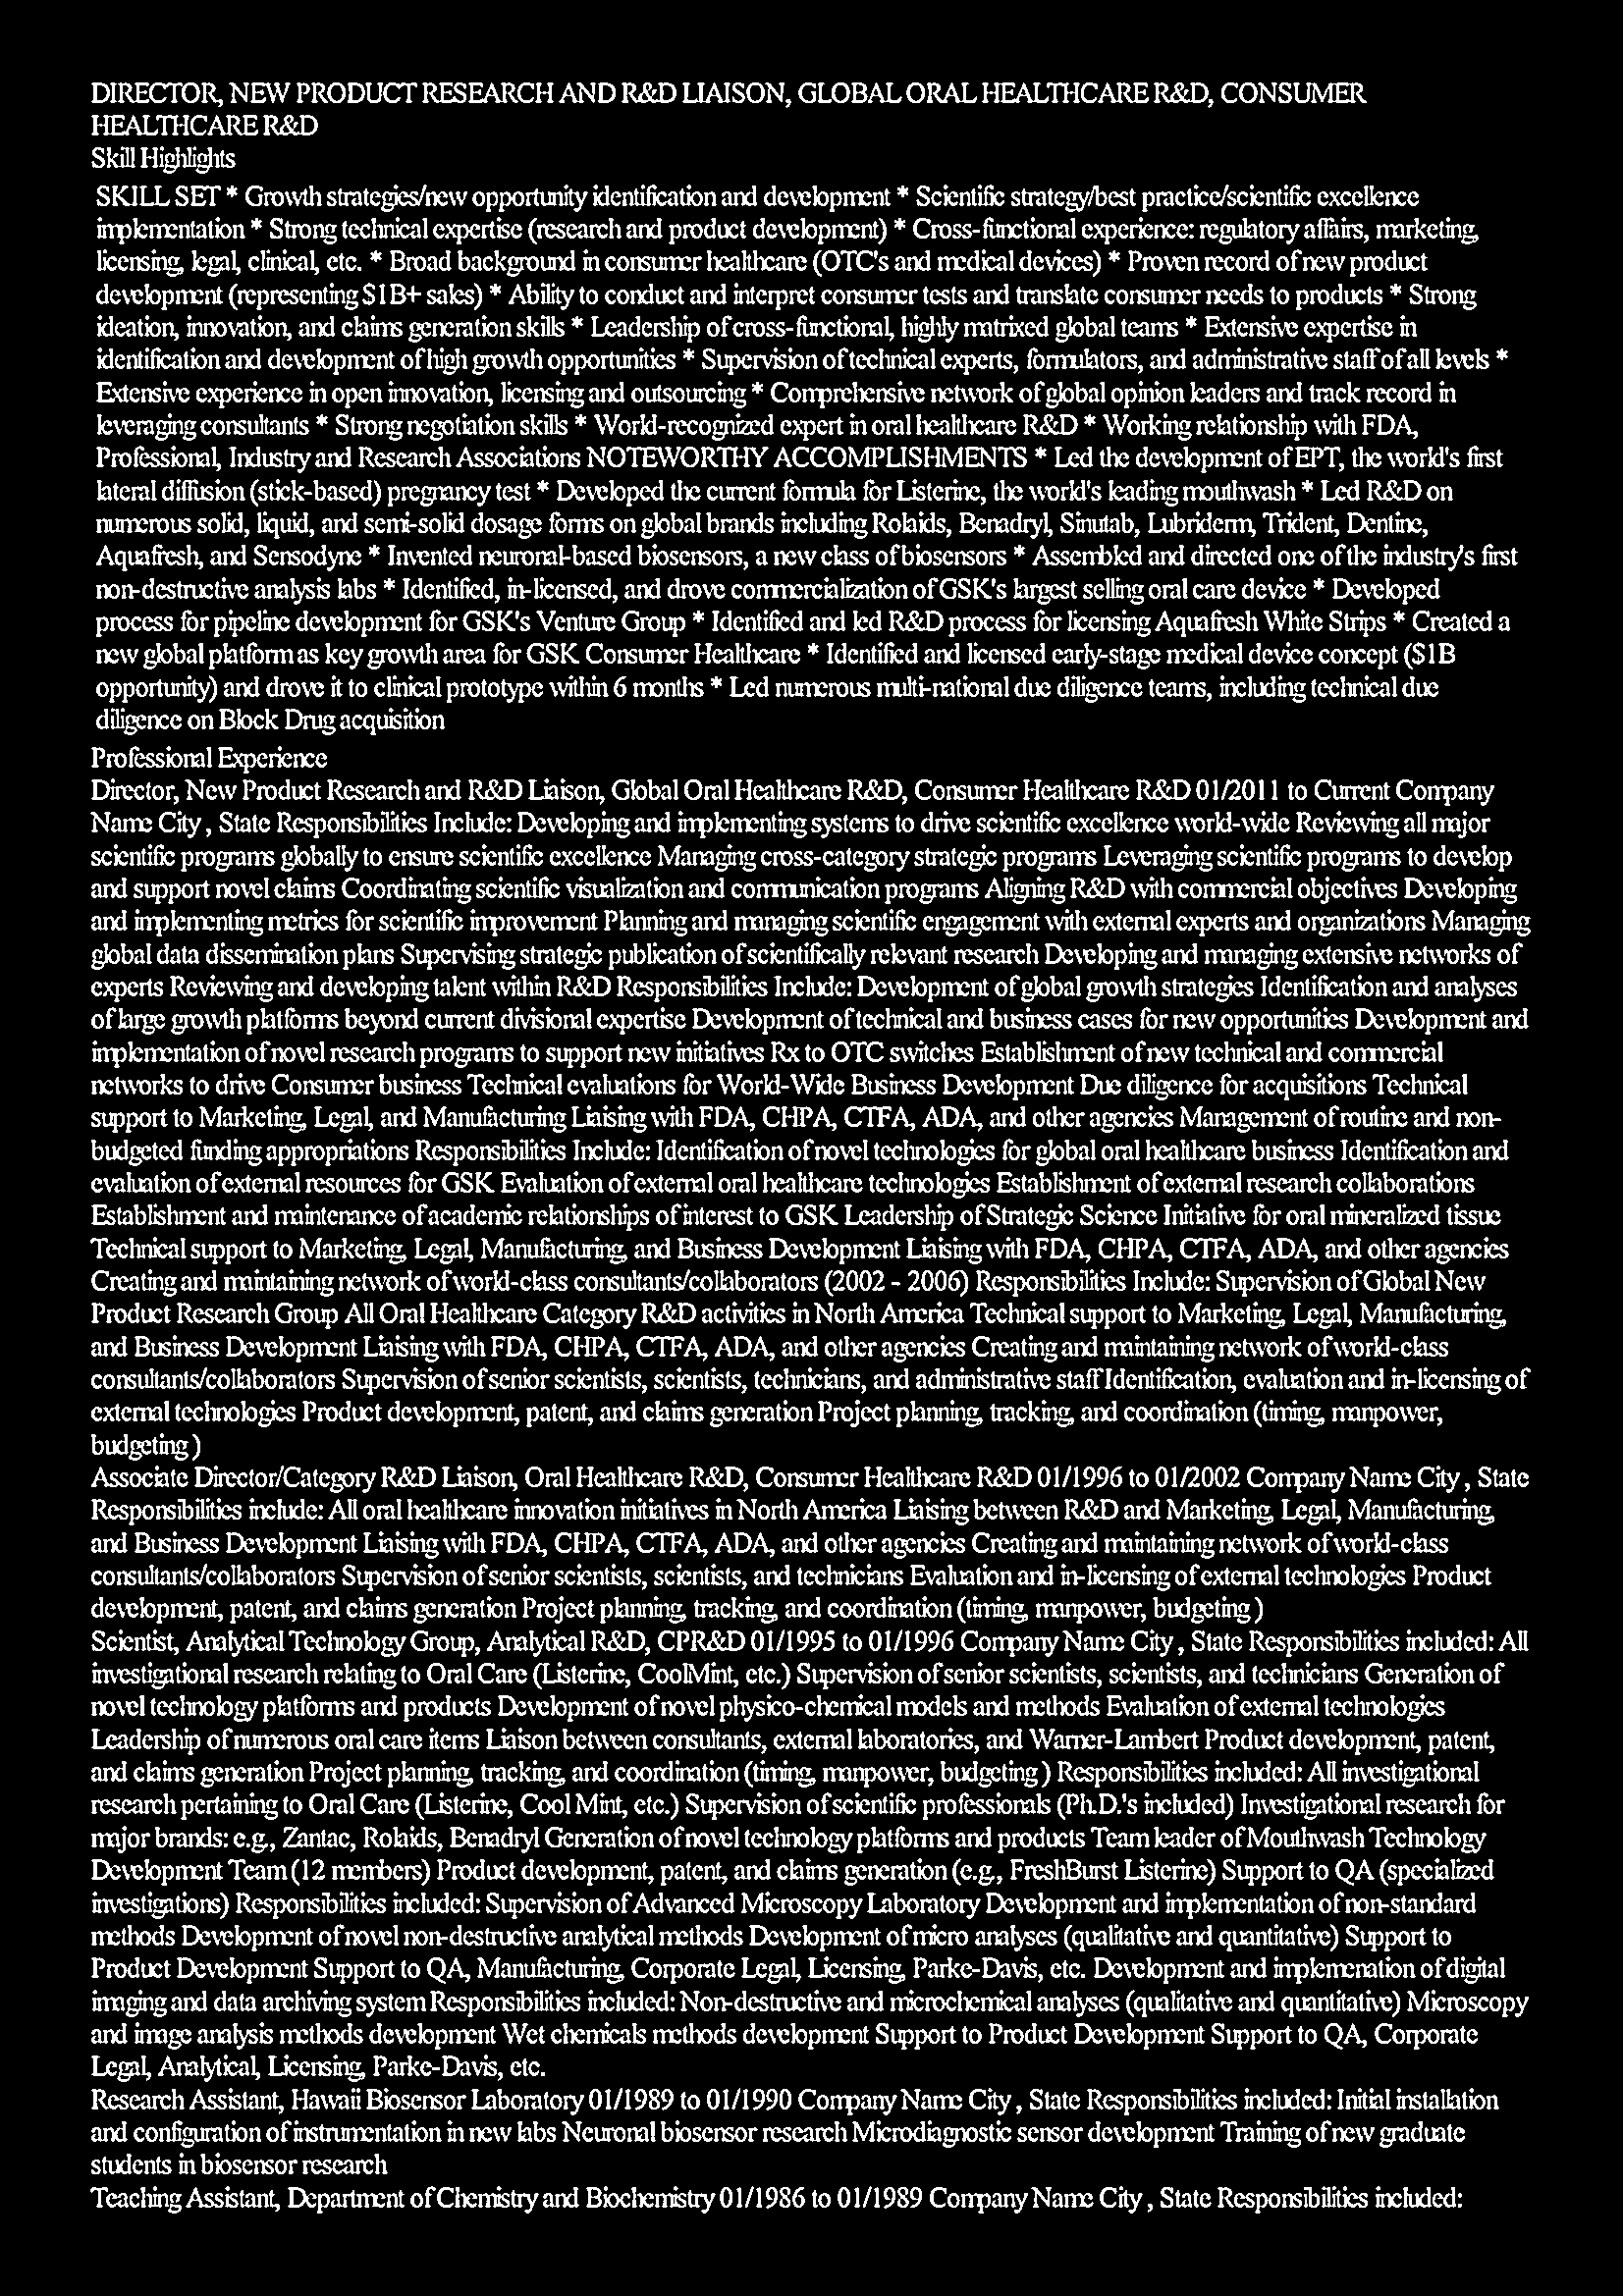 DIRECTOR, NEW PRODUCT RESEARCH AND R&D LIAISON, GLOBAL ORAL HEALTHCARE R&D, CONSUMER
HEALTHCARE R&D
Skill Highlights
SKILL SET * Growth strategies/new opportunity identification and development * Scientific strategy/best practice/scientific excellence
implementation * Strong technical expertise (research and product development) * Cross-functional experience: regulatory affairs, marketing,
licensing, legal, clinical, etc. * Broad background in consumer healthcare (OTC's and medical devices) * Proven record of new product
development (representing $1B+ sales) * Ability to conduct and interpret consumer tests and translate consumer needs to products * Strong
ideation, innovation, and claims generation skills * Leadership of cross-functional, highly matrixed global teams * Extensive expertise in
identification and development of high growth opportunities * Supervision of technical experts, formulators, and administrative staff of all levels *
Extensive experience in open innovation, licensing and outsourcing * Comprehensive network of global opinion leaders and track record in
leveraging consultants * Strong negotiation skills * World-recognized expert in oral healthcare R&D * Working relationship with FDA,
Professional, Industry and Research Associations NOTEWORTHY ACCOMPLISHMENTS * Led the development of EPT, the world's first
lateral diffusion (stick-based) pregnancy test * Developed the current formula for Listerine, the world's leading mouthwash * Led R&D on
numerous solid, liquid, and semi-solid dosage forms on global brands including Rolaids, Benadryl, Sinutab, Lubriderm, Trident, Dentine,
Aquafresh, and Sensodyne * Invented neuronal-based biosensors, a new class of biosensors * Assembled and directed one of the industry's first
non-destructive analysis labs * Identified, in-licensed, and drove commercialization of GSK's largest selling oral care device * Developed
process for pipeline development for GSK's Venture Group * Identified and led R&D process for licensing Aquafresh White Strips * Created a
new global platform as key growth area for GSK Consumer Healthcare * Identified and licensed early-stage medical device concept ($1B
opportunity) and drove it to clinical prototype within 6 months * Led numerous multi-national due diligence teams, including technical due
diligence on Block Drug acquisition
Professional Experience
Director, New Product Research and R&D Liaison, Global Oral Healthcare R&D, Consumer Healthcare R&D 01/2011 to Current Company
Name City , State Responsibilities Include: Developing and implementing systems to drive scientific excellence world-wide Reviewing all major
scientific programs globally to ensure scientific excellence Managing cross-category strategic programs Leveraging scientific programs to develop
and support novel claims Coordinating scientific visualization and communication programs Aligning R&D with commercial objectives Developing
and implementing metrics for scientific improvement Planning and managing scientific engagement with external experts and organizations Managing
global data dissemination plans Supervising strategic publication of scientifically relevant research Developing and managing extensive networks of
experts Reviewing and developing talent within R&D Responsibilities Include: Development of global growth strategies Identification and analyses
of large growth platforms beyond current divisional expertise Development of technical and business cases for new opportunities Development and
implementation of novel research programs to support new initiatives Rx to OTC switches Establishment of new technical and commercial
networks to drive Consumer business Technical evaluations for World-Wide Business Development Due diligence for acquisitions Technical
support to Marketing, Legal, and Manufacturing Liaising with FDA, CHPA, CTFA, ADA, and other agencies Management of routine and non-
budgeted funding appropriations Responsibilities Include: Identification of novel technologies for global oral healthcare business Identification and
evaluation of external resources for GSK Evaluation of external oral healthcare technologies Establishment of external research collaborations
Establishment and maintenance of academic relationships of interest to GSK Leadership of Strategic Science Initiative for oral mineralized tissue
Technical support to Marketing, Legal, Manufacturing, and Business Development Liaising with FDA, CHPA, CTFA, ADA, and other agencies
Creating and maintaining network of world-class consultants/collaborators (2002 - 2006) Responsibilities Include: Supervision of Global New
Product Research Group All Oral Healthcare Category R&D activities in North America Technical support to Marketing, Legal, Manufacturing,
and Business Development Liaising with FDA, CHPA, CTFA, ADA, and other agencies Creating and maintaining network of world-class
consultants/collaborators Supervision of senior scientists, scientists, technicians, and administrative staff Identification, evaluation and in-licensing of
external technologies Product development, patent, and claims generation Project planning, tracking, and coordination (timing, manpower,
budgeting )
Associate Director/Category R&D Liaison, Oral Healthcare R&D, Consumer Healthcare R&D 01/1996 to 01/2002 Company Name City , State
Responsibilities include: All oral healthcare innovation initiatives in North America Liaising between R&D and Marketing, Legal, Manufacturing,
and Business Development Liaising with FDA, CHPA, CTFA, ADA, and other agencies Creating and maintaining network of world-class
consultants/collaborators Supervision of senior scientists, scientists, and technicians Evaluation and in-licensing of external technologies Product
development, patent, and claims generation Project planning, tracking, and coordination (timing, manpower, budgeting )
Scientist, Analytical Technology Group, Analytical R&D, CPR&D 01/1995 to 01/1996 Company Name City , State Responsibilities included: All
investigational research relating to Oral Care (Listerine, CoolMint, etc.) Supervision of senior scientists, scientists, and technicians Generation of
novel technology platforms and products Development of novel physico-chemical models and methods Evaluation of external technologies
Leadership of numerous oral care items Liaison between consultants, external laboratories, and Warner-Lambert Product development, patent,
and claims generation Project planning, tracking, and coordination (timing, manpower, budgeting ) Responsibilities included: All investigational
research pertaining to Oral Care (Listerine, Cool Mint, etc.) Supervision of scientific professionals (Ph.D.'s included) Investigational research for
major brands: e.g., Zantac, Rolaids, Benadryl Generation of novel technology platforms and products Team leader of Mouthwash Technology
Development Team (12 members) Product development, patent, and claims generation (e.g., FreshBurst Listerine) Support to QA (specialized
investigations) Responsibilities included: Supervision of Advanced Microscopy Laboratory Development and implementation of non-standard
methods Development of novel non-destructive analytical methods Development of micro analyses (qualitative and quantitative) Support to
Product Development Support to QA, Manufacturing, Corporate Legal, Licensing, Parke-Davis, etc. Development and implemenation of digital
imaging and data archiving system Responsibilities included: Non-destructive and microchemical analyses (qualitative and quantitative) Microscopy
and image analysis methods development Wet chemicals methods development Support to Product Development Support to QA, Corporate
Legal, Analytical, Licensing, Parke-Davis, etc.
Research Assistant, Hawaii Biosensor Laboratory 01/1989 to 01/1990 Company Name City , State Responsibilities included: Initial installation
and configuration of instrumentation in new labs Neuronal biosensor research Microdiagnostic sensor development Training of new graduate
students in biosensor research
Teaching Assistant, Department of Chemistry and Biochemistry 01/1986 to 01/1989 Company Name City , State Responsibilities included: